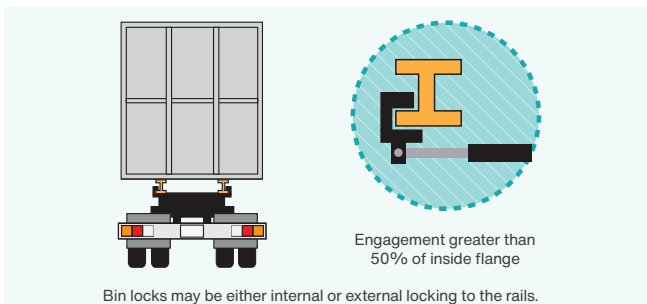 Engagement greater than
50% of inside flange
Bin locks may be either internal or external locking to the rails.